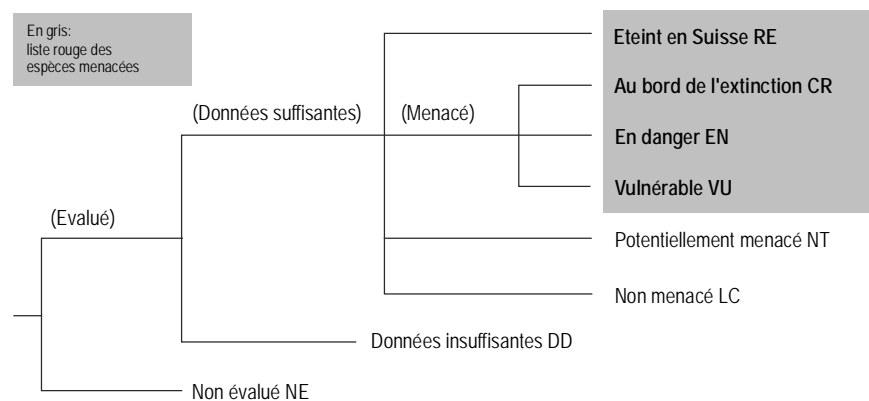 En gris:
liste rouge des
espèces menacées
Eteint en Suisse RE
Au bord de l'extinction CR
(Données suffisantes)
(Menacé)
En danger EN
Vulnérable VU
(Evalué)
Potentiellement menacé NT
Non menacé LC
Données insuffisantes DD
Non évalué NE